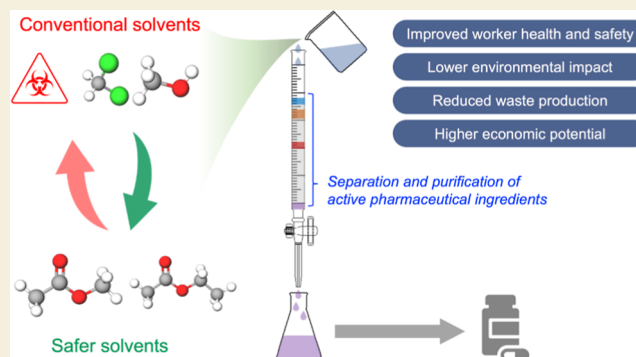 Conventional solvents
Improved worker health and safety
Lower environmental impact
Reduced waste production
Higher economic potential
Separation and purification of
active pharmaceutical ingredients
Safer solvents